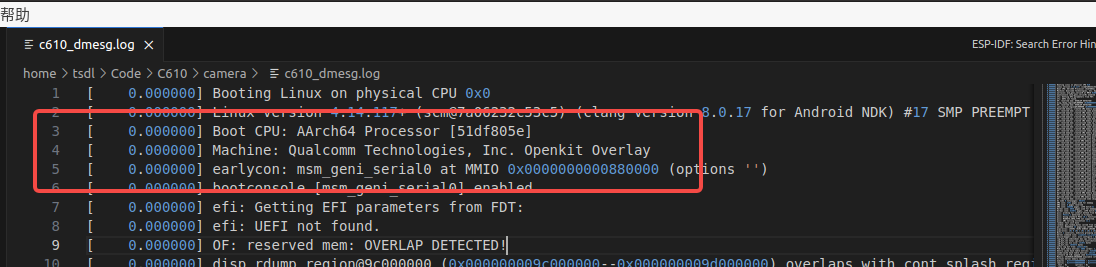 帮助
c610_dmesg.log ×
ESP-IDF: Search Error Hin
home > tsdl > Code > C610 > camera > c610_dmesg.log
1 [    0.000000] Booting Linux on physical CPU 0x0
2 [    0.000000] Linux version 4.14.117+ (scm@7a06232c53c5) (clang version 8.0.17 for Android NDK) #17 SMP PREEMPT
3 [    0.000000] Boot CPU: AArch64 Processor [51df805e]
4 [    0.000000] Machine: Qualcomm Technologies, Inc. Openkit Overlay
5 [    0.000000] earlycon: msm_geni_serial0 at MMIO 0x0000000000880000 (options '')
6 [    0.000000] bootconsole [msm_geni_serial0] enabled
7 [    0.000000] efi: Getting EFI parameters from FDT:
8 [    0.000000] efi: UEFI not found.
9 [    0.000000] OF: reserved mem: OVERLAP DETECTED!
10 [    0.000000] disp_rdump_region@9c000000 (0x000000009c000000--0x000000009d000000) overlaps with cont_splash_reg